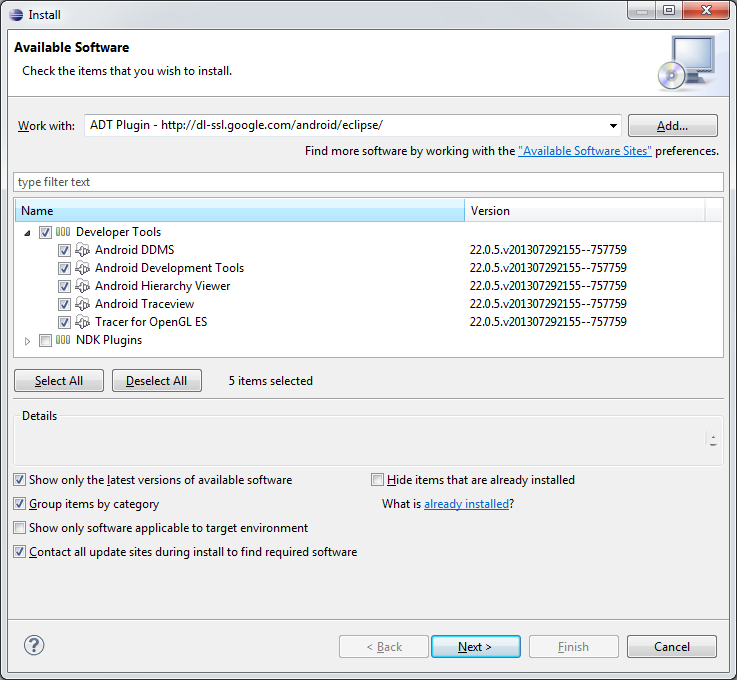 Install
Available Software
Check the items that you wish to install.
Work with: ADT Plugin - http://dl-ssl.google.com/android/eclipse/ Add...
Find more software by working with the "Available Software Sites" preferences.
type filter text
Name Version
Developer Tools
Android DDMS 22.0.5.v201307292155--757759
Android Development Tools 22.0.5.v201307292155--757759
Android Hierarchy Viewer 22.0.5.v201307292155--757759
Android Traceview 22.0.5.v201307292155--757759
Tracer for OpenGL ES 22.0.5.v201307292155--757759
NDK Plugins
Select All Deselect All 5 items selected
Details
Show only the latest versions of available software Hide items that are already installed
Group items by category What is already installed?
Show only software applicable to target environment
Contact all update sites during install to find required software
? < Back Next > Finish Cancel